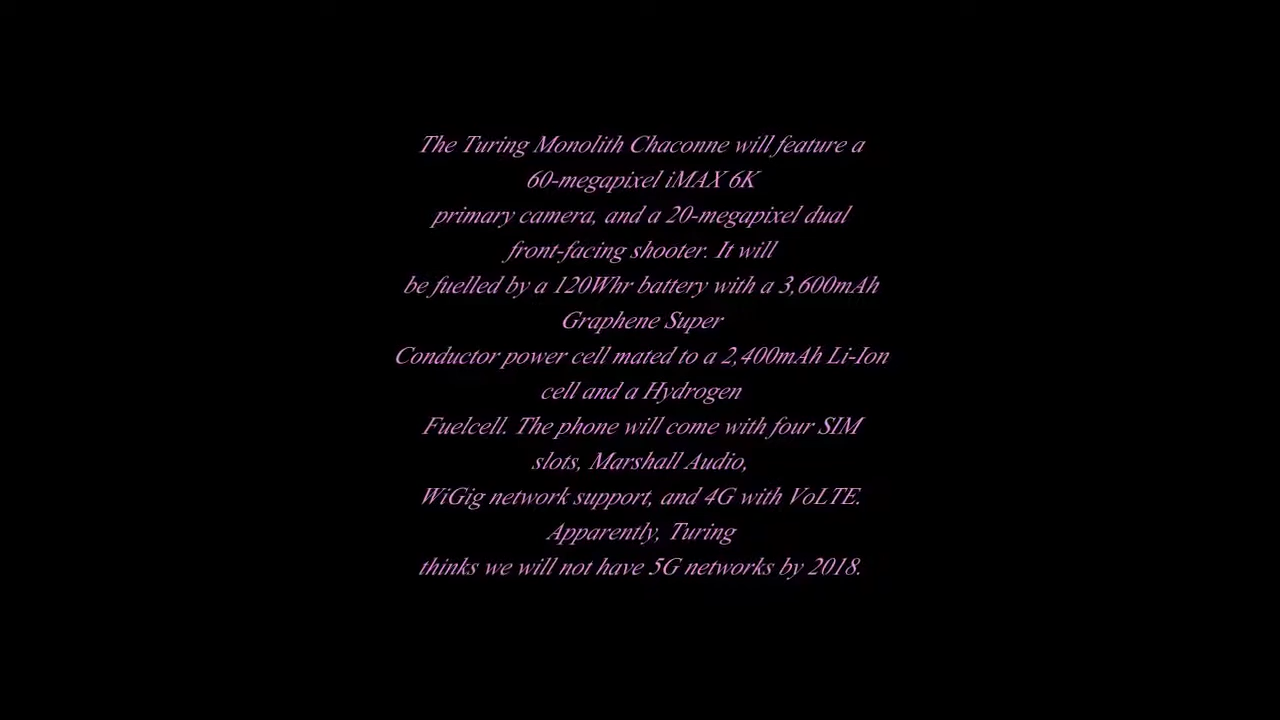 The Turing Monolith Chaconne will feature a
60-megapixel iMAX 6K
primary camera, and a 20-megapixel dual
front-facing shooter. It will
be fuelled by a 120Whr battery with a 3,600mAh
Graphene Super
Conductor power cell mated to a 2,400mAh Li-Ion
cell and a Hydrogen
Fuelcell. The phone will come with four SIM
slots, Marshall Audio,
WiGig network support, and 4G with VoLTE.
Apparently, Turing
thinks we will not have 5G networks by 2018.